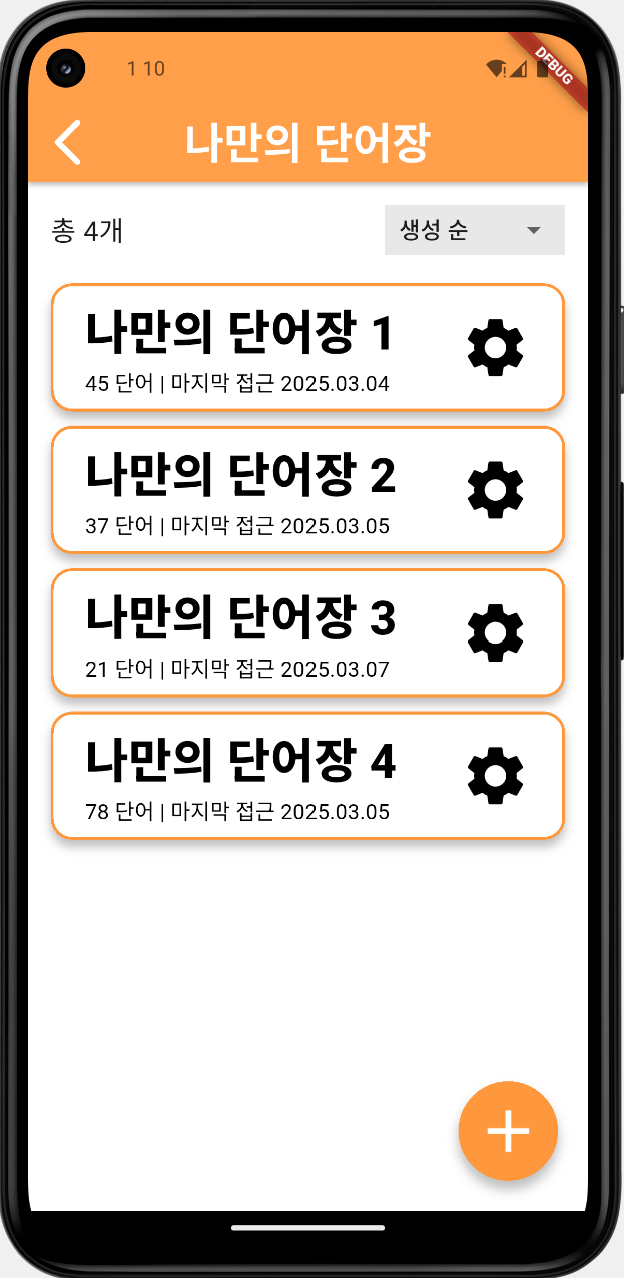 1 10
DEBUG
나만의 단어장
총 4개
생성 순
나만의 단어장 1
45 단어 | 마지막 접근 2025.03.04
나만의 단어장 2
37 단어 | 마지막 접근 2025.03.05
나만의 단어장 3
21 단어 | 마지막 접근 2025.03.07
나만의 단어장 4
78 단어 | 마지막 접근 2025.03.05